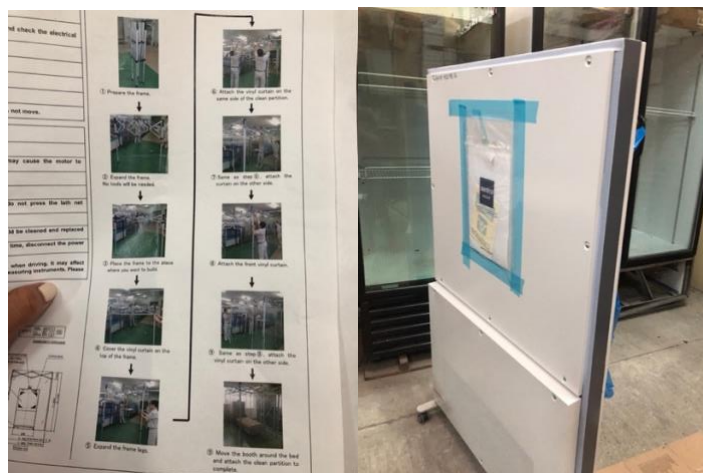 nd check the electrical
not move.
may cause the motor to
do not press the lath net
ld be cleaned and replaced
time, disconnect the power
when driving. It may affect
measuring instruments. Please
① Prepare the frame.
② Expand the frame.
No tools will be needed.
③ Place the frame to the place
where you want to build.
④ Cover the vinyl curtain on the
top of the frame.
⑤ Expand the frame legs.
⑥ Attach the vinyl curtain on the
same side of the clean partition.
⑦ Same as step ⑥, attach the
curtain on the other side.
⑧ Attach the front vinyl curtain.
⑨ Same as step ⑧, attach the
vinyl curtain on the other side.
Move the booth around the bed
and attach the clean partition to
complete.